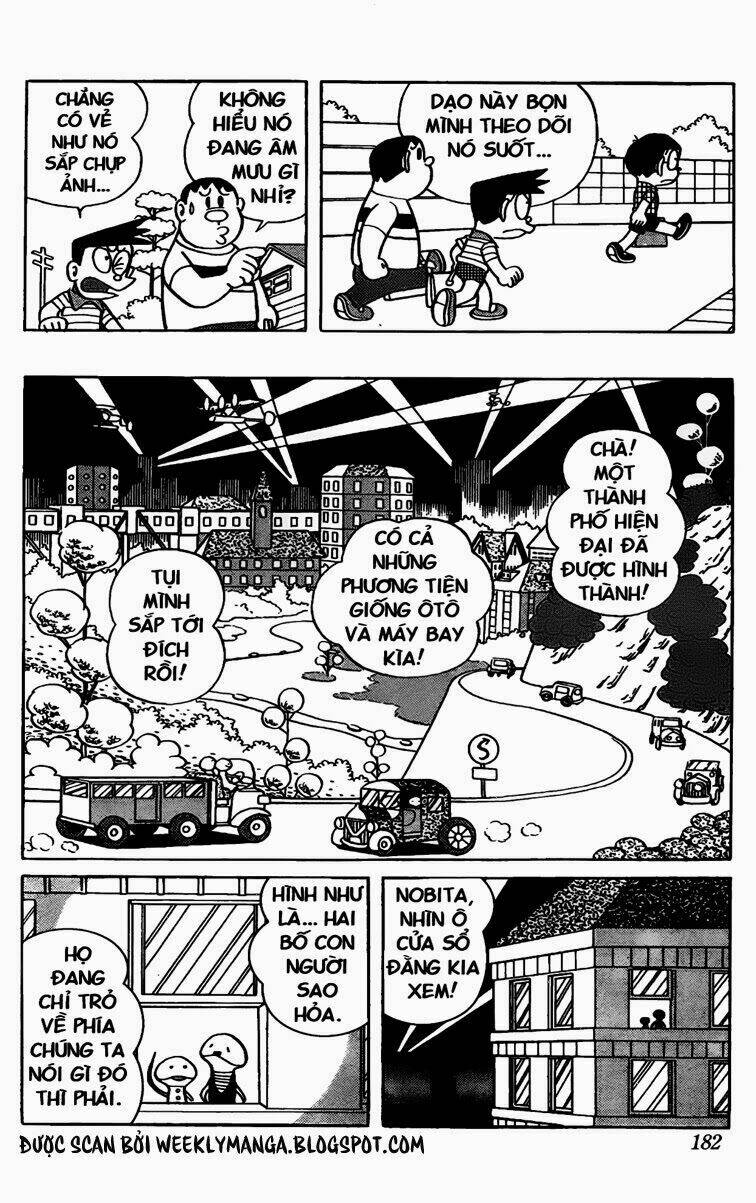 DẠO NÀY BỌN
MÌNH THEO DÕI
NÓ SUỐT...
KHÔNG
HIỂU NÓ
ĐANG ÂM
MƯU GÌ
NHỈ?
CHẲNG
CÓ VẺ
NHƯ NÓ
SẮP CHỤP
ẢNH...
CHÀ!
MỘT
THÀNH
PHỐ HIỆN
ĐẠI ĐÃ
ĐƯỢC HÌNH
THÀNH!
CÓ CẢ
NHỮNG
PHƯƠNG TIỆN
GIỐNG ÔTÔ
VÀ MÁY BAY
KÌA!
TỤI
MÌNH
SẮP TỚI
ĐÍCH
RỒI!
NOBITA,
NHÌN Ô
CỬA SỔ
ĐẰNG KIA
XEM!
HÌNH NHƯ
LÀ... HAI
BỐ CON
NGƯỜI
SAO
HỎA.
HỌ
ĐANG
CHỈ TRỎ
VỀ PHÍA
CHÚNG TA
NÓI GÌ ĐÓ
THÌ PHẢI.
ĐƯỢC SCAN BỞI WEEKLYMANGA.BLOGSPOT.COM
182